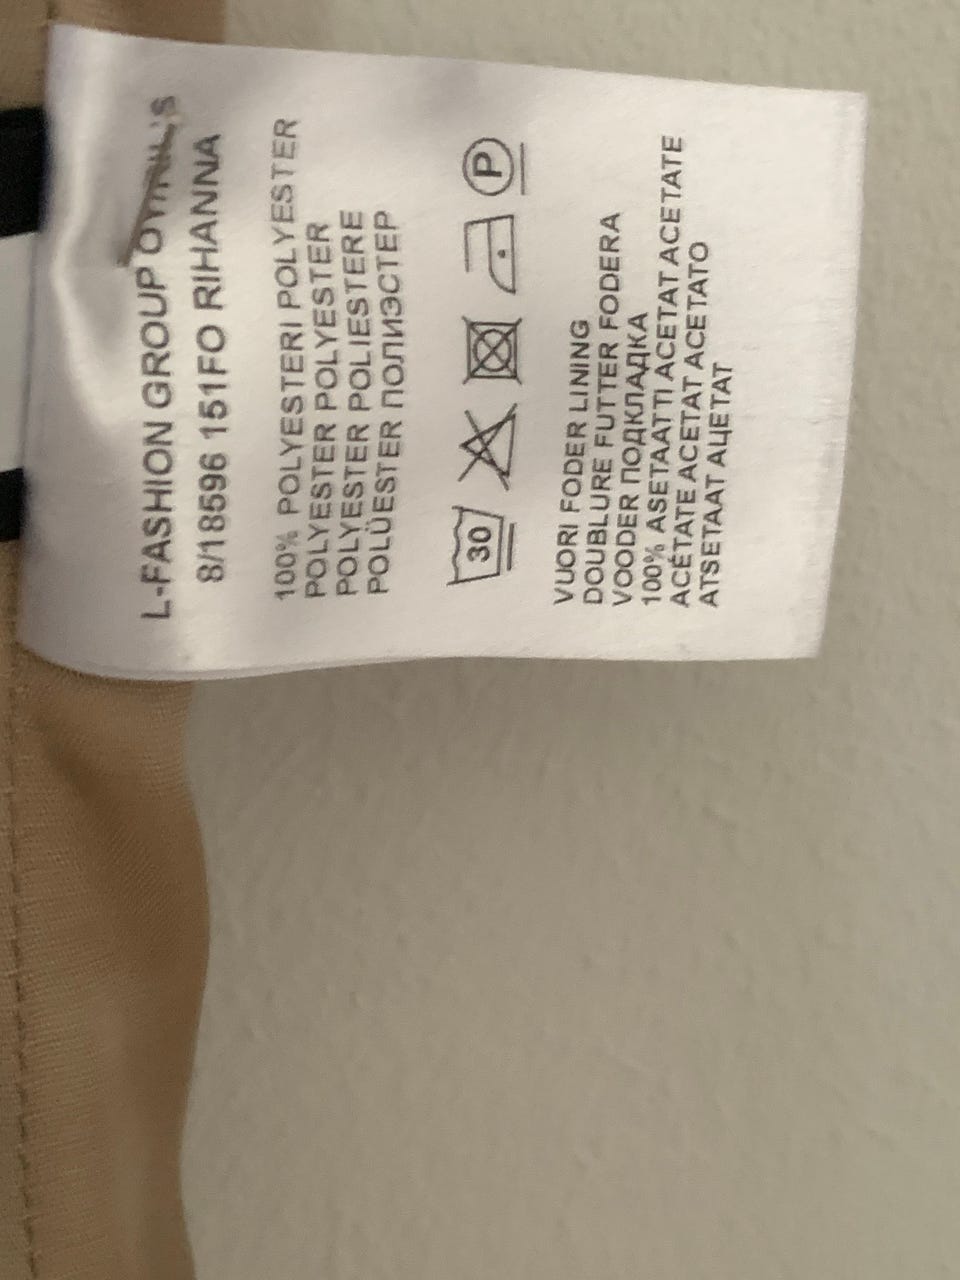 L-FASHION GROUP OY
8/18596 151FO RIHANNA
100% POLYESTERI POLYESTER
POLYESTER POLYESTER
POLYESTER POLIESTERE
POLÜESTER ПОЛИЭСТЕР
30 P
VUORI FODER LINING
DOUBLURE FUTTER FODERA
VOODER ПОДКЛАДКА
100% ASETAATTI ACETAT ACETATE
ACÉTATE ACETAT ACETATO
ATSETAAT АЦЕТАТ